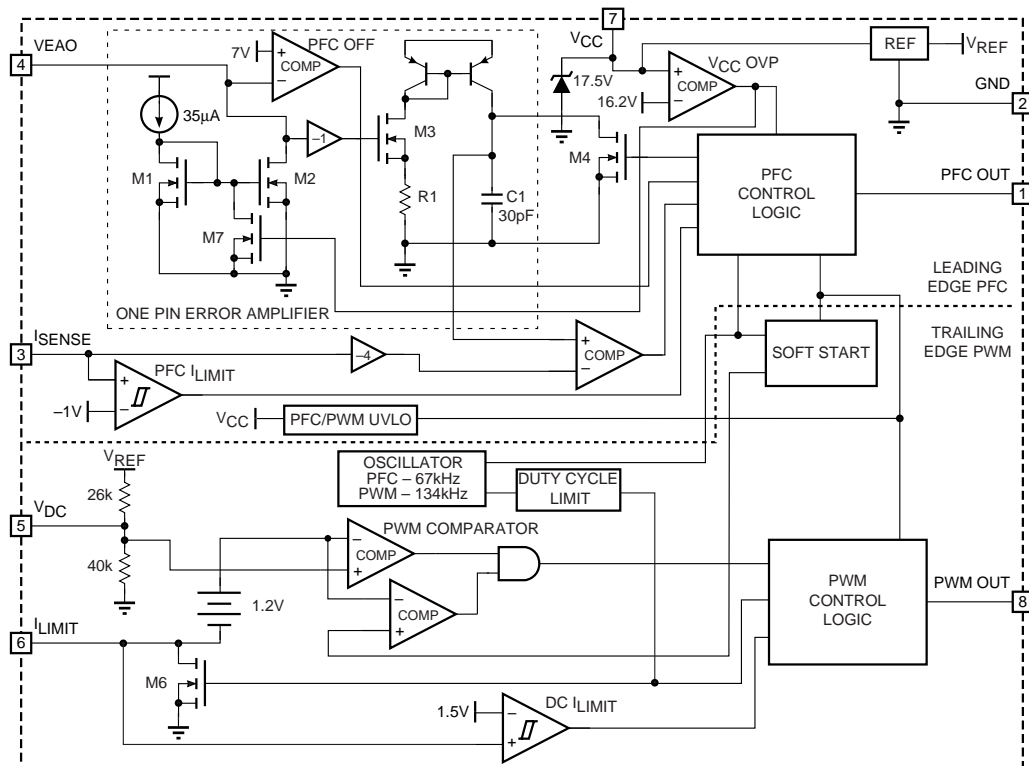 7
VEAO
4
7V
COMP
PFC OFF
35µA
–1
M1
M2
M7
M3
R1
C1
30pF
ONE PIN ERROR AMPLIFIER
VCC
17.5V
VCC OVP
COMP
16.2V
M4
REF
VREF
GND
2
PFC
CONTROL
LOGIC
PFC OUT
1
LEADING
EDGE PFC
TRAILING
EDGE PWM
SOFT START
ISENSE
3
–4
COMP
PFC ILIMIT
–1V
VCC
PFC/PWM UVLO
OSCILLATOR
PFC – 67kHz
PWM – 134kHz
DUTY CYCLE
LIMIT
VREF
26k
VDC
5
40k
PWM COMPARATOR
COMP
COMP
1.2V
ILIMIT
6
M6
PWM
CONTROL
LOGIC
PWM OUT
8
1.5V
DC ILIMIT
+
–
+
–
+
–
+
–
–
+
–
+
–
+